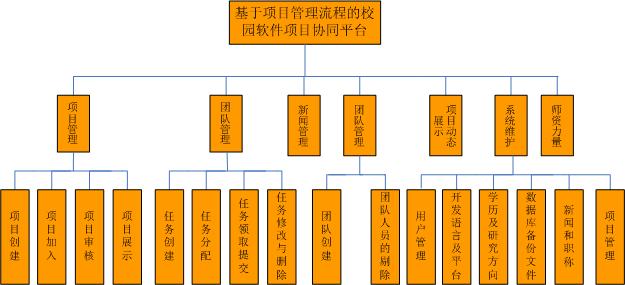 基于项目管理流程的校
园软件项目协同平台
项目管理
团队管理
新闻管理
团队管理
项目动态
展示
系统维护
师资力量
项目创建
项目加入
项目审核
项目展示
任务创建
任务分配
任务领取提交
任务修改与删除
团队创建
团队人员的剔除
用户管理
开发语言及平台
学历及研究方向
数据库备份文件
新闻和职称
项目管理